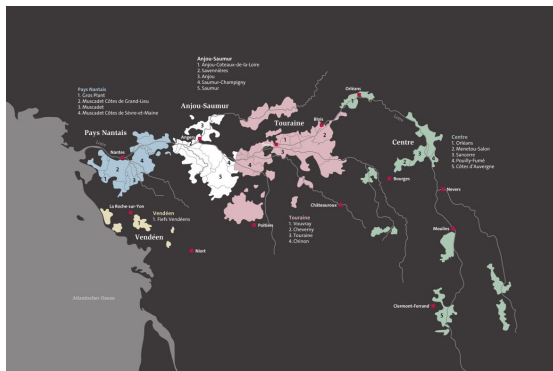 Anjou-Saumur
1. Anjou-Coteaux-de-la-Loire
2. Savennières
3. Anjou
4. Saumur-Champigny
5. Saumur
Pays Nantais
1. Gros Plant
2. Muscadet Côtes de Grand-Lieu
3. Muscadet
4. Muscadet Côtes de Sèvre-et-Maine
Anjou-Saumur
Orléans
1
Touraine
Blois
Loire
Pays Nantais
Angers
Nantes
Centre
Centre
1. Orléans
2. Menetou-Salon
3. Sancerre
4. Pouilly-Fumé
5. Côtes d'Auvergne
Bourges
Nevers
La Roche-sur-Yon
Vendéen
1. Fiefs Vendéens
Vendéen
Châteauroux
Poitiers
Touraine
1. Vouvray
2. Cheverny
3. Touraine
4. Chinon
Niort
Moulins
Atlantischer Ozean
Clermont-Ferrand
5